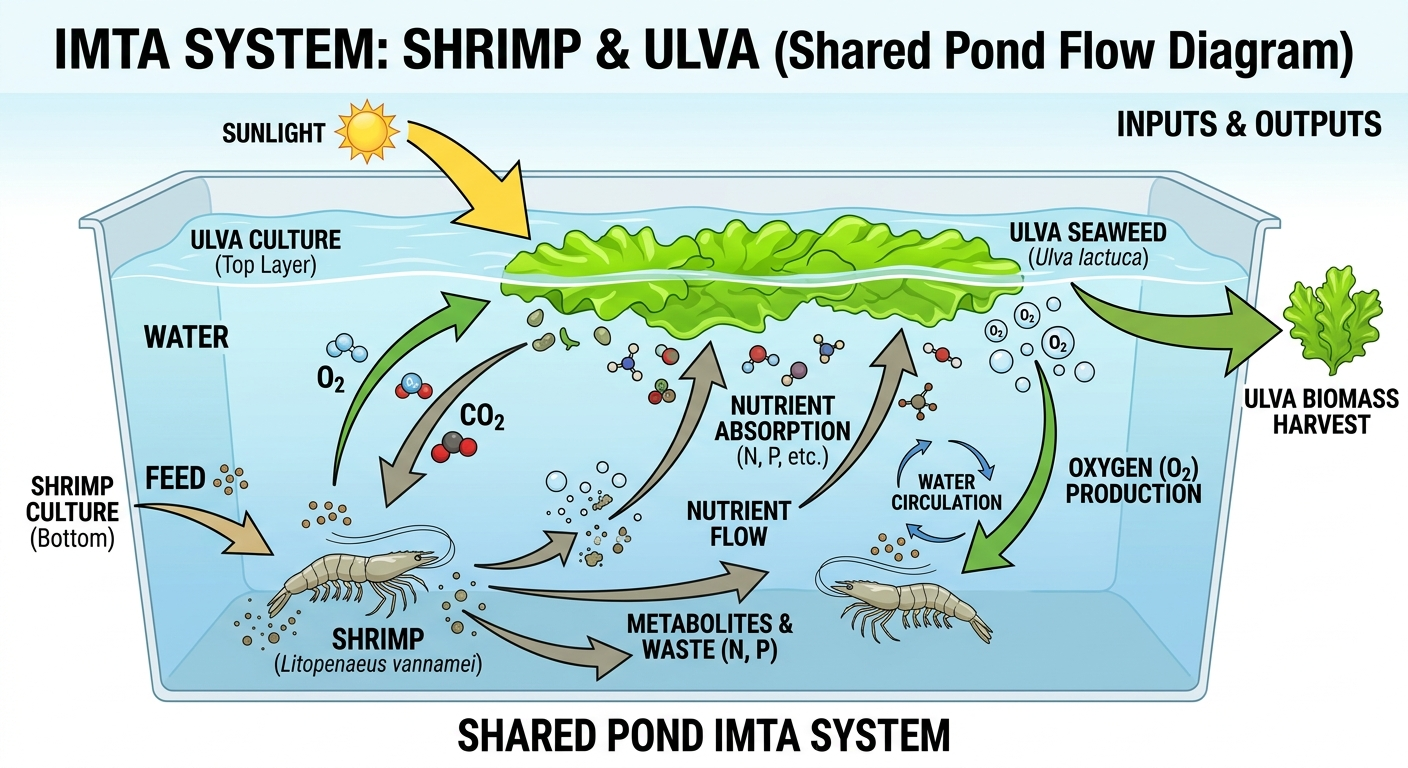 IMTA SYSTEM: SHRIMP & ULVA (Shared Pond Flow Diagram)
INPUTS & OUTPUTS
SUNLIGHT
ULVA CULTURE
(Top Layer)
ULVA SEAWEED
(Ulva lactuca)
WATER
O₂
O₂
O₂
O₂
O₂
CO₂
NUTRIENT
ABSORPTION
(N, P, etc.)
ULVA BIOMASS
HARVEST
FEED
SHRIMP
CULTURE
(Bottom)
WATER
CIRCULATION
OXYGEN (O₂)
PRODUCTION
NUTRIENT
FLOW
METABOLITES &
WASTE (N, P)
SHRIMP
(Litopenaeus vannamei)
SHARED POND IMTA SYSTEM